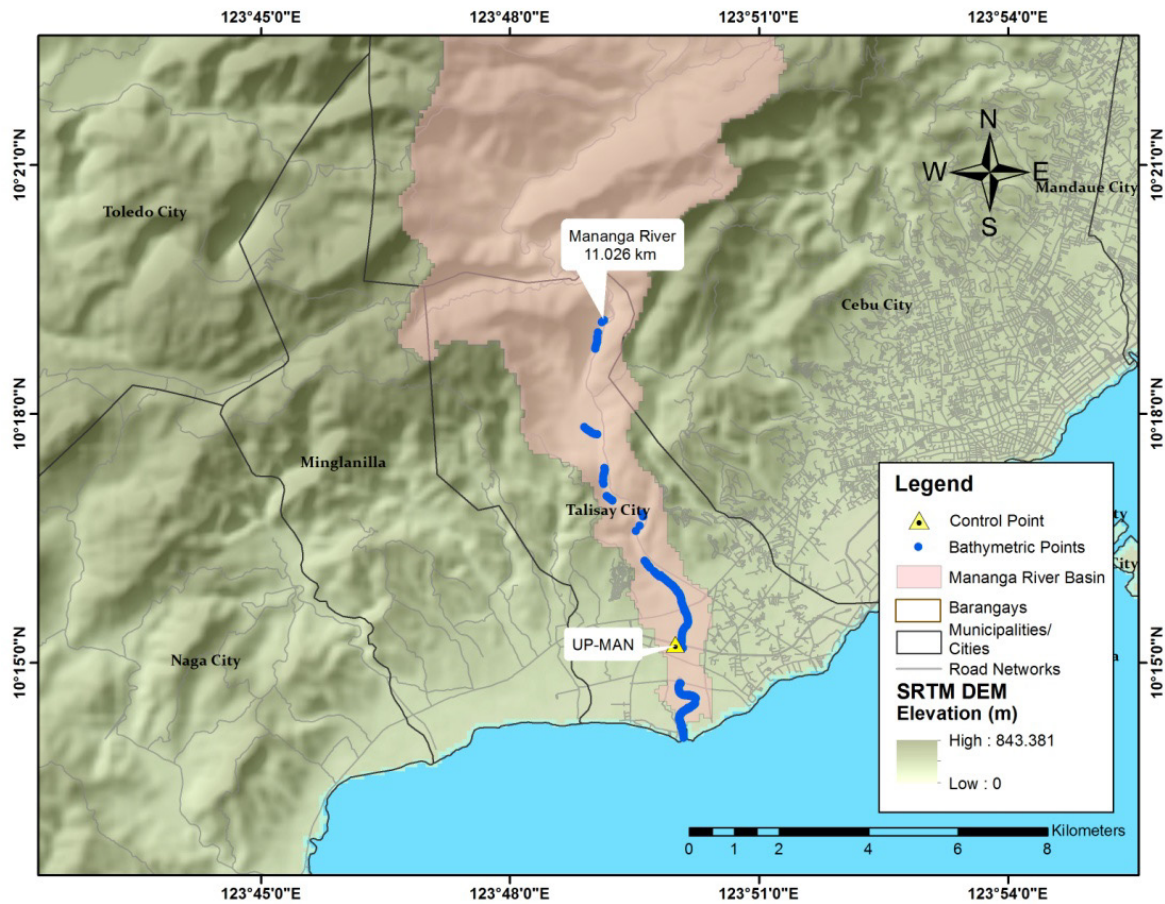 123°45'0"E 123°48'0"E 123°51'0"E 123°54'0"E
10°21'0"N
10°21'0"N
N
W E
S
Mandaue City
Toledo City
Mananga River
11.026 km
Cebu City
10°18'0"N
10°18'0"N
Minglanilla
Talisay City
Legend
Control Point
Bathymetric Points
Mananga River Basin
Barangays
Municipalities/
Cities
Road Networks
SRTM DEM
Elevation (m)
High : 843.381
Low : 0
City
UP-MAN
Naga City
10°15'0"N
10°15'0"N
Kilometers
0 1 2 4 6 8
123°45'0"E 123°48'0"E 123°51'0"E 123°54'0"E